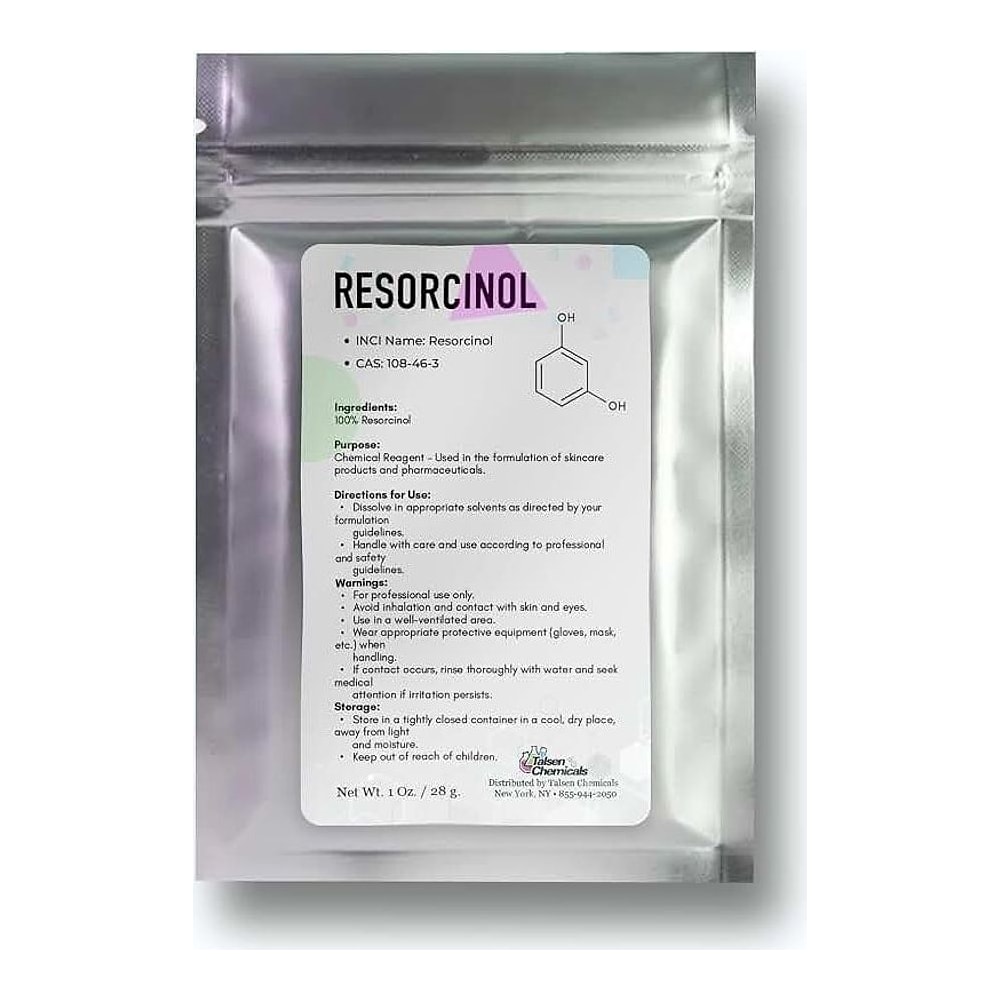 RESORCINOL
• INCI Name: Resorcinol
• CAS: 108-46-3
OH
OH
Ingredients:
100% Resorcinol
Purpose:
Chemical Reagent - Used in the formulation of skincare
products and pharmaceuticals.
Directions for Use:
• Dissolve in appropriate solvents as directed by your
formulation
guidelines.
• Handle with care and use according to professional
and safety
guidelines.
Warnings:
• For professional use only.
• Avoid inhalation and contact with skin and eyes.
• Use in a well-ventilated area.
• Wear appropriate protective equipment (gloves, mask,
etc.) when
handling.
• If contact occurs, rinse thoroughly with water and seek
medical
attention if irritation persists.
Storage:
• Store in a tightly closed container in a cool, dry place,
away from light
and moisture.
• Keep out of reach of children.
Talsen
Chemicals
Net Wt. 1 Oz. / 28 g.
Distributed by Talsen Chemicals
New York, NY • 855-944-2050